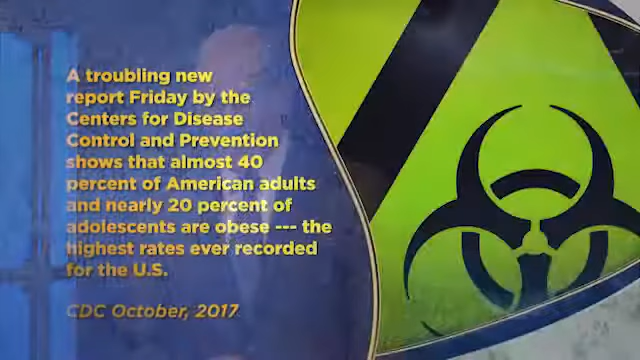 A troubling new
report Friday by the
Centers for Disease
Control and Prevention
shows that almost 40
percent of American adults
and nearly 20 percent of
adolescents are obese --- the
highest rates ever recorded
for the U.S.
CDC October, 2017